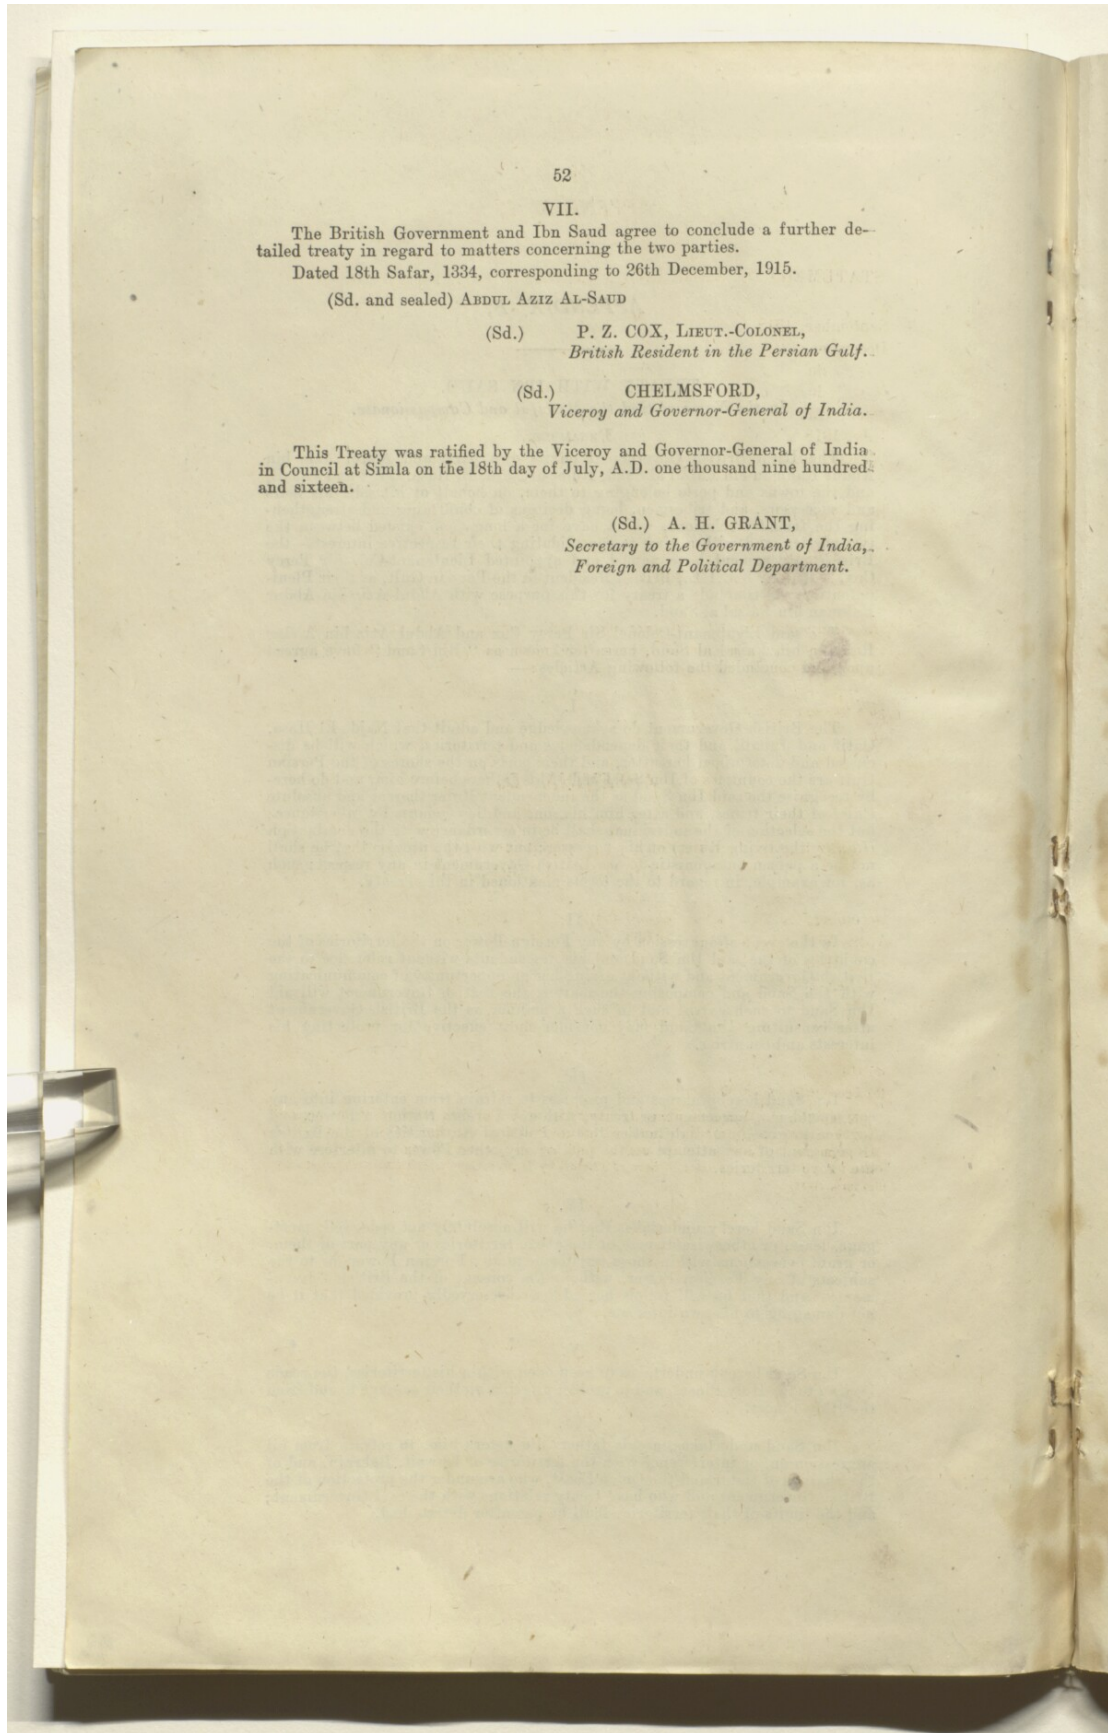 52
VII.
The British Government and Ibn Saud agree to conclude a further de-
tailed treaty in regard to matters concerning the two parties.
Dated 18th Safar, 1334, corresponding to 26th December, 1915.
(Sd. and sealed) ABDUL AZIZ AL-SAUD
(Sd.) P. Z. COX, LIEUT.-COLONEL,
British Resident in the Persian Gulf.
(Sd.) CHELMSFORD,
Viceroy and Governor-General of India.
This Treaty was ratified by the Viceroy and Governor-General of India
in Council at Simla on the 18th day of July, A.D. one thousand nine hundred
and sixteen.
(Sd.) A. H. GRANT,
Secretary to the Government of India,
Foreign and Political Department.